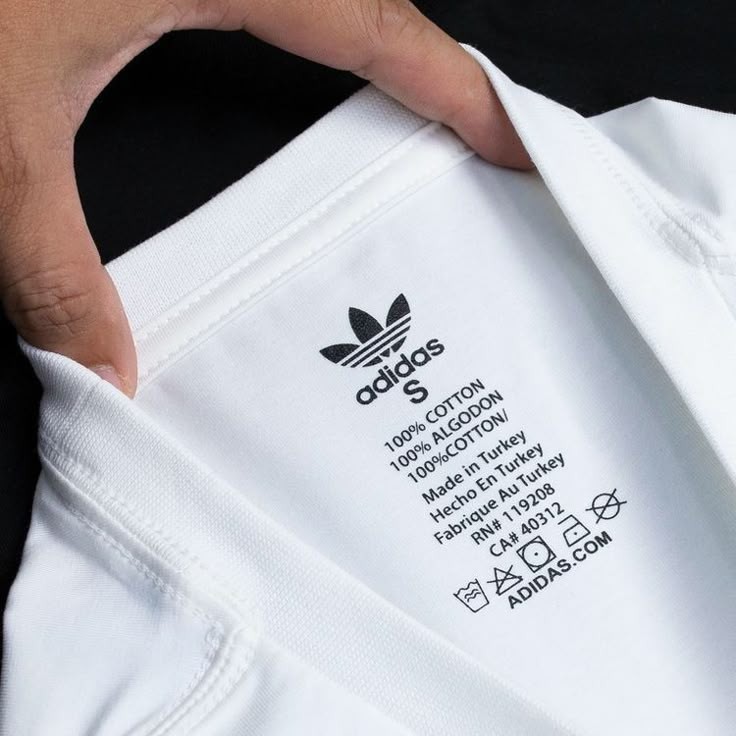 adidas
S
100% COTTON
100% ALGODON
100%COTTON/
Made in Turkey
Hecho En Turkey
Fabrique Au Turkey
RN# 119208
CA# 40312
ADIDAS.COM